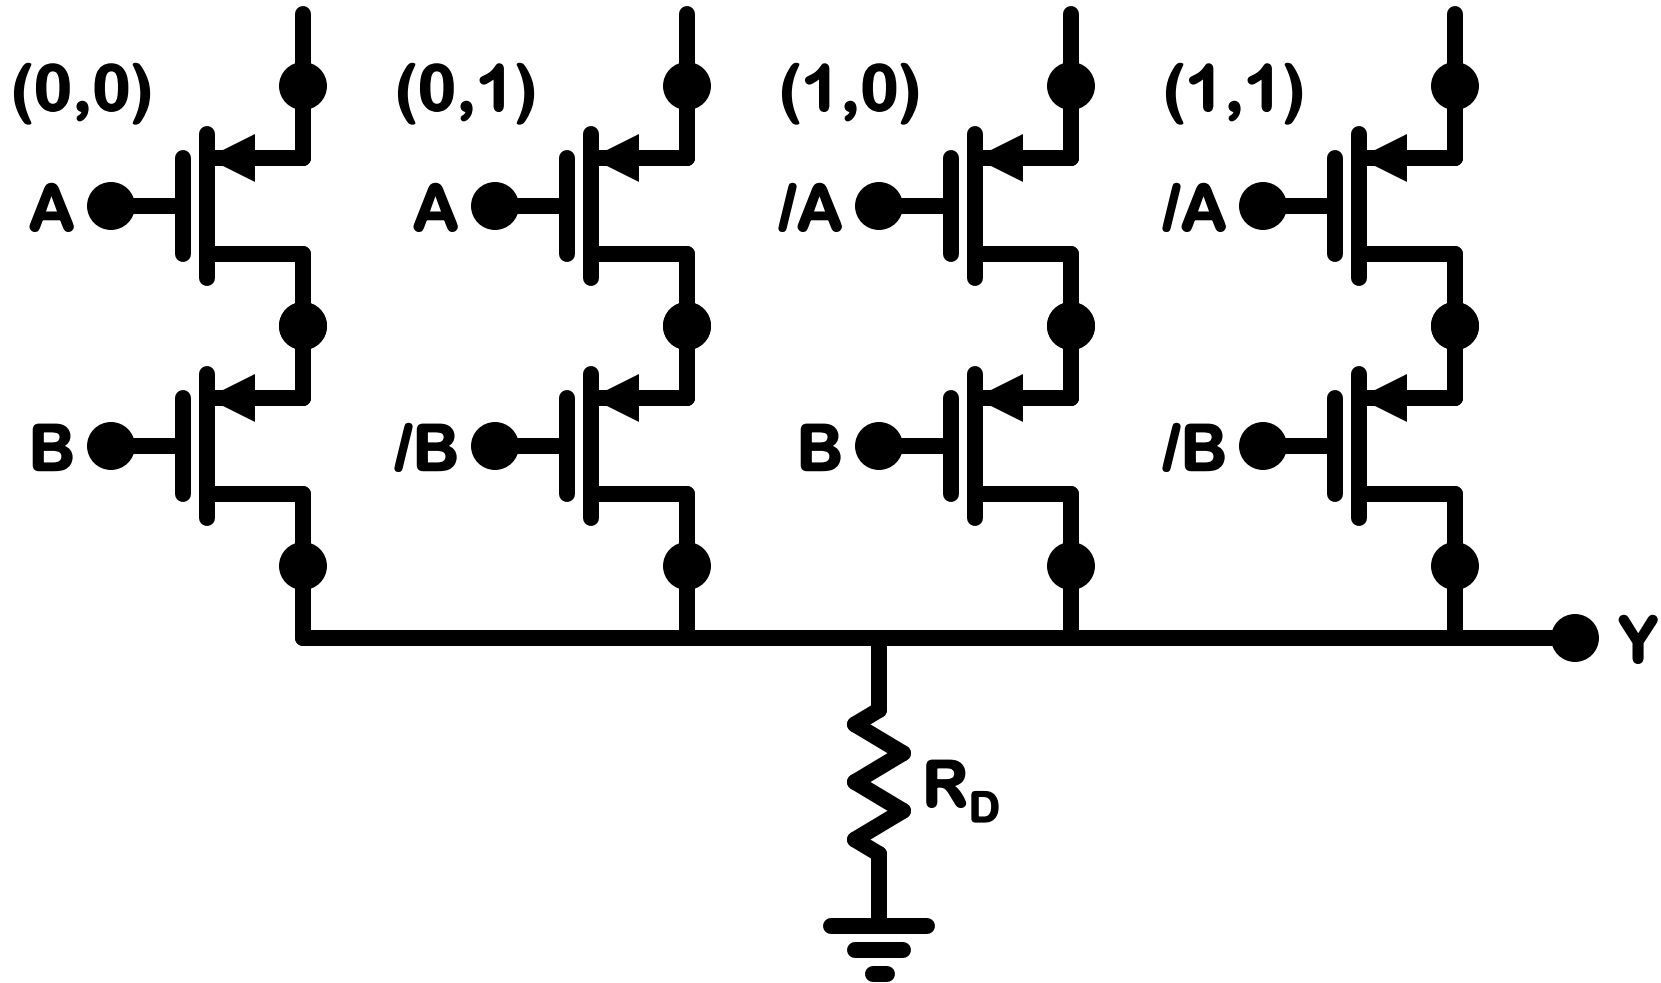 (0,0) (0,1) (1,0) (1,1)
A A /A /A
B /B B /B
Y
RD